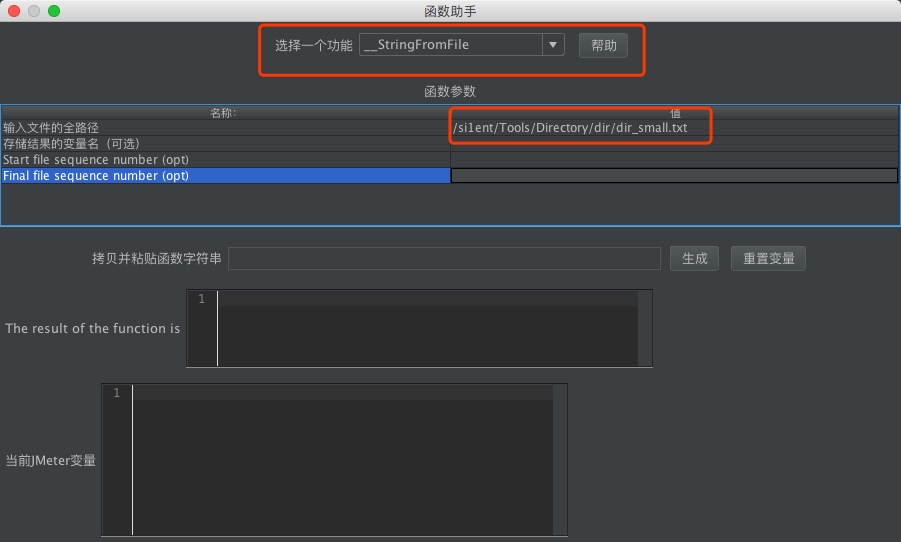 函数助手
选择一个功能 __StringFromFile 帮助
函数参数
名称: 值
输入文件的全路径 /si1ent/Tools/Directory/dir/dir_small.txt
存储结果的变量名（可选）
Start file sequence number (opt)
Final file sequence number (opt)
拷贝并粘贴函数字符串 生成 重置变量
1
The result of the function is
1
当前JMeter变量